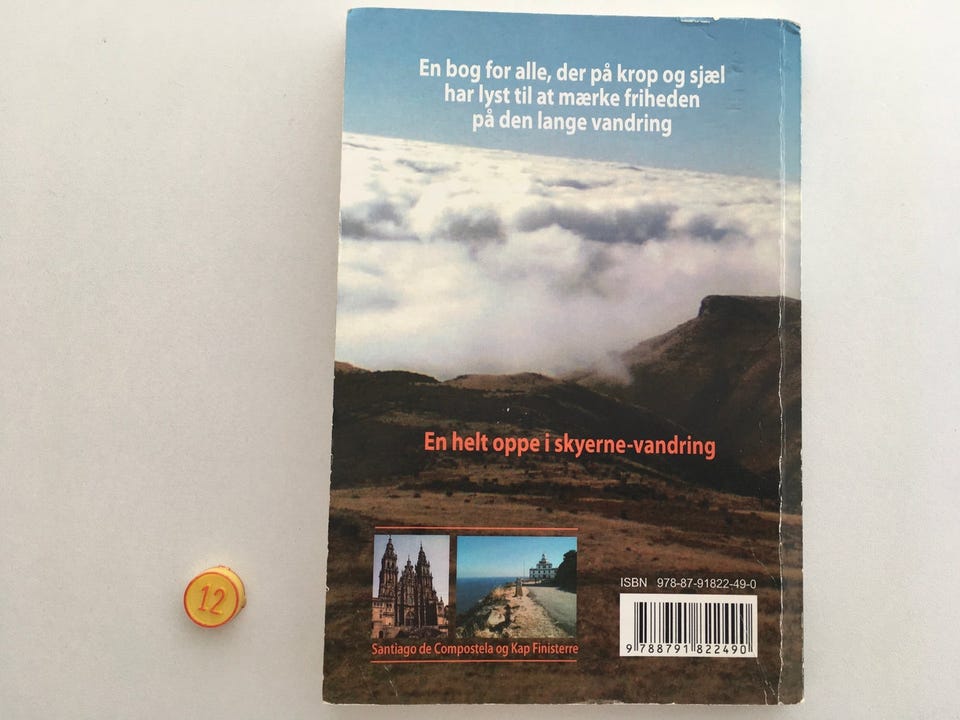 En bog for alle, der på krop og sjæl
har lyst til at mærke friheden
på den lange vandring
En helt oppe i skyerne-vandring
12
ISBN 978-87-91822-49-0
9 788791 822490
Santiago de Compostela og Kap Finisterre